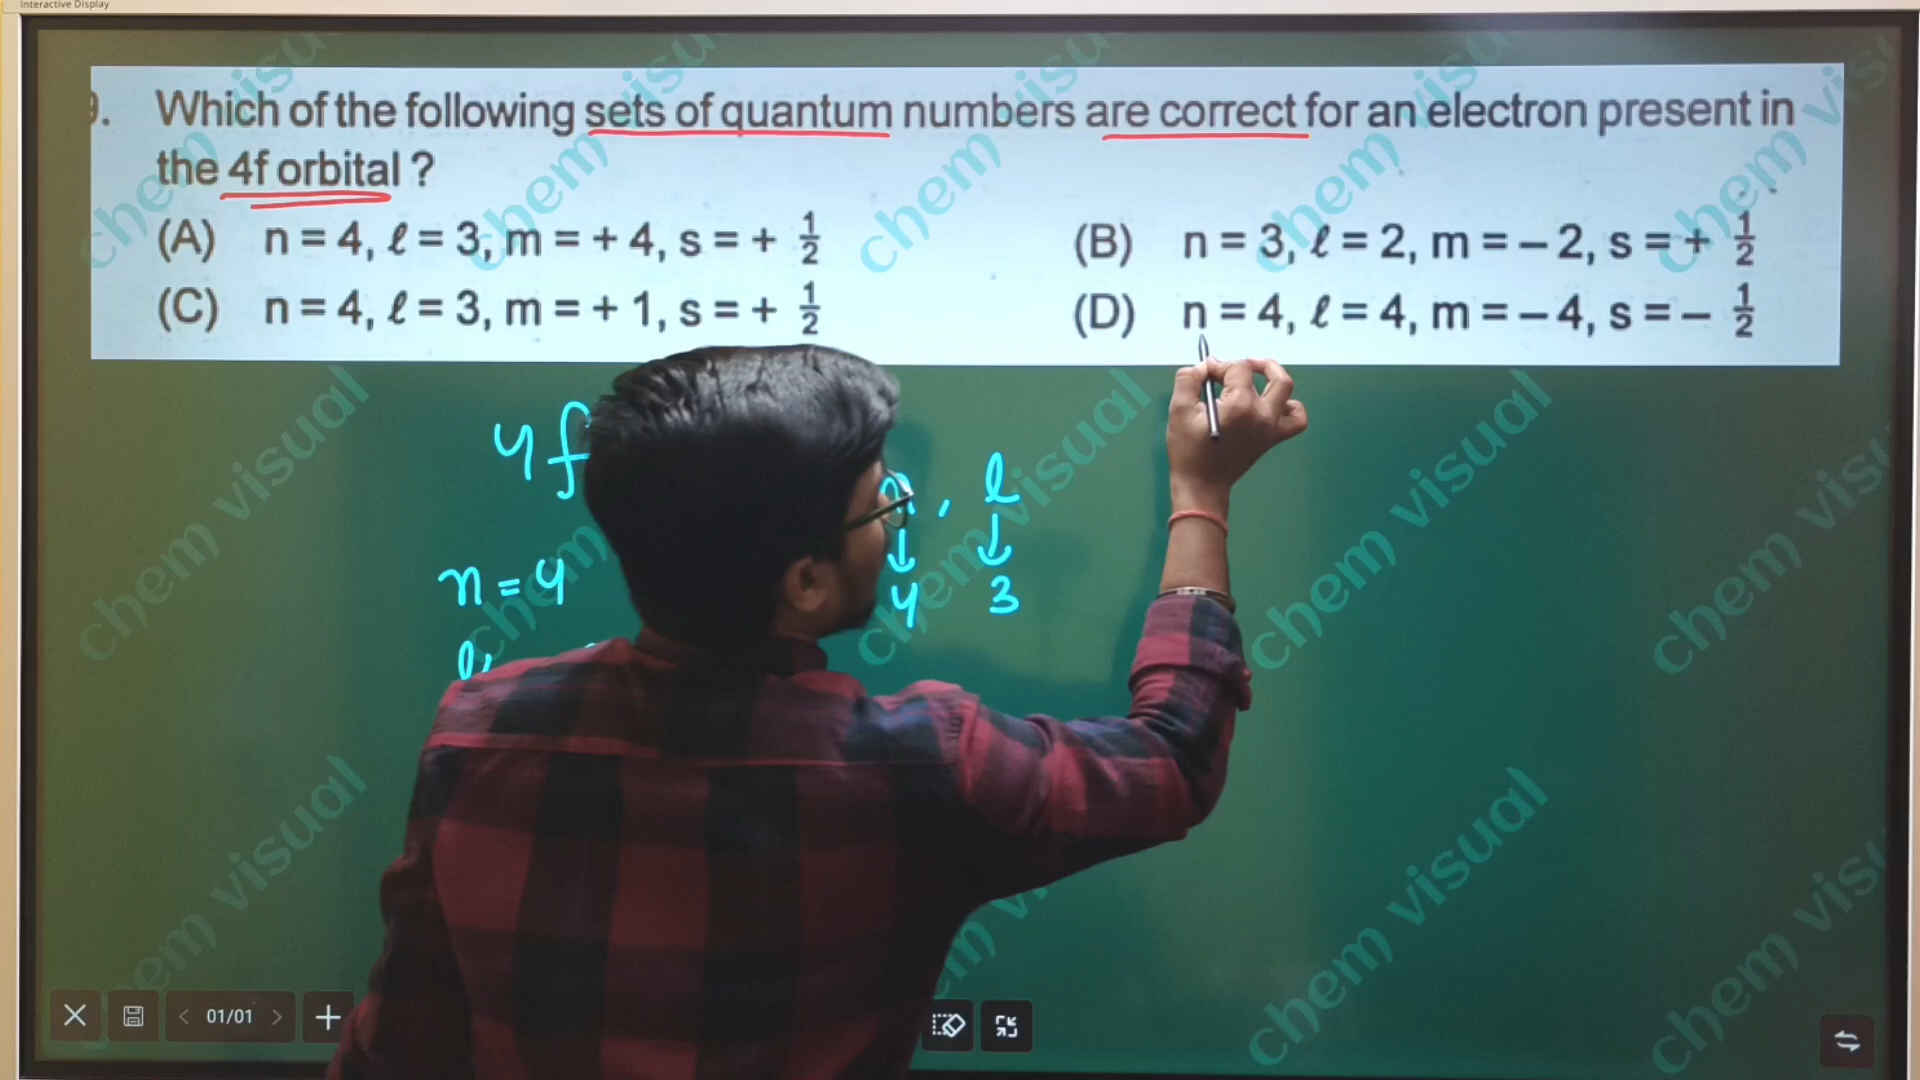 Interactive Display
9. Which of the following sets of quantum numbers are correct for an electron present in
the 4f orbital ?
(A) n = 4, ℓ = 3, m = + 4, s = + 1/2
(B) n = 3, ℓ = 2, m = – 2, s = + 1/2
(C) n = 4, ℓ = 3, m = + 1, s = + 1/2
(D) n = 4, ℓ = 4, m = – 4, s = – 1/2
4f
n, l
n = 4
4 3
l
01/01
chem visual